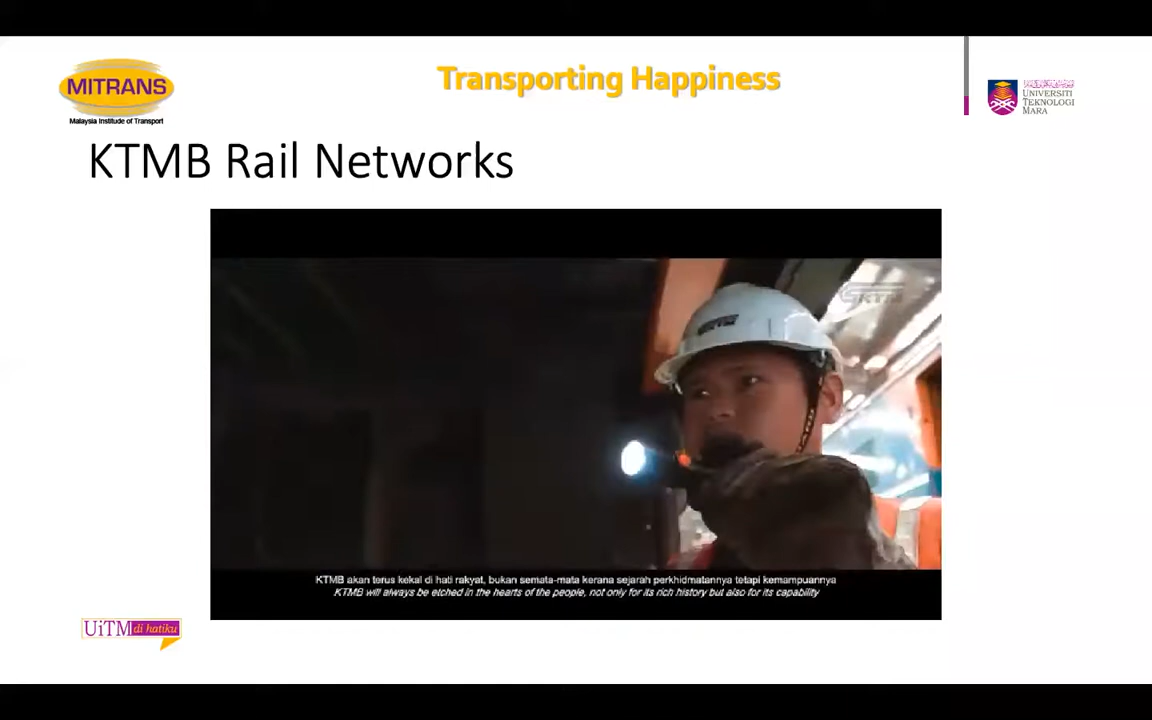 Transporting Happiness
MITRANS
Malaysia Institude of Transport
UNIVERSITI
TEKNOLOGI
MARA
KTMB Rail Networks
KTM
KTMB akan terus kekal di hati rakyat, bukan semata-mata kerana sejarah perkhidmatannya tetapi kemampuannya
KTMB will always be etched in the hearts of the people, not only for its rich history but also for its capability
UiTM di hatiku